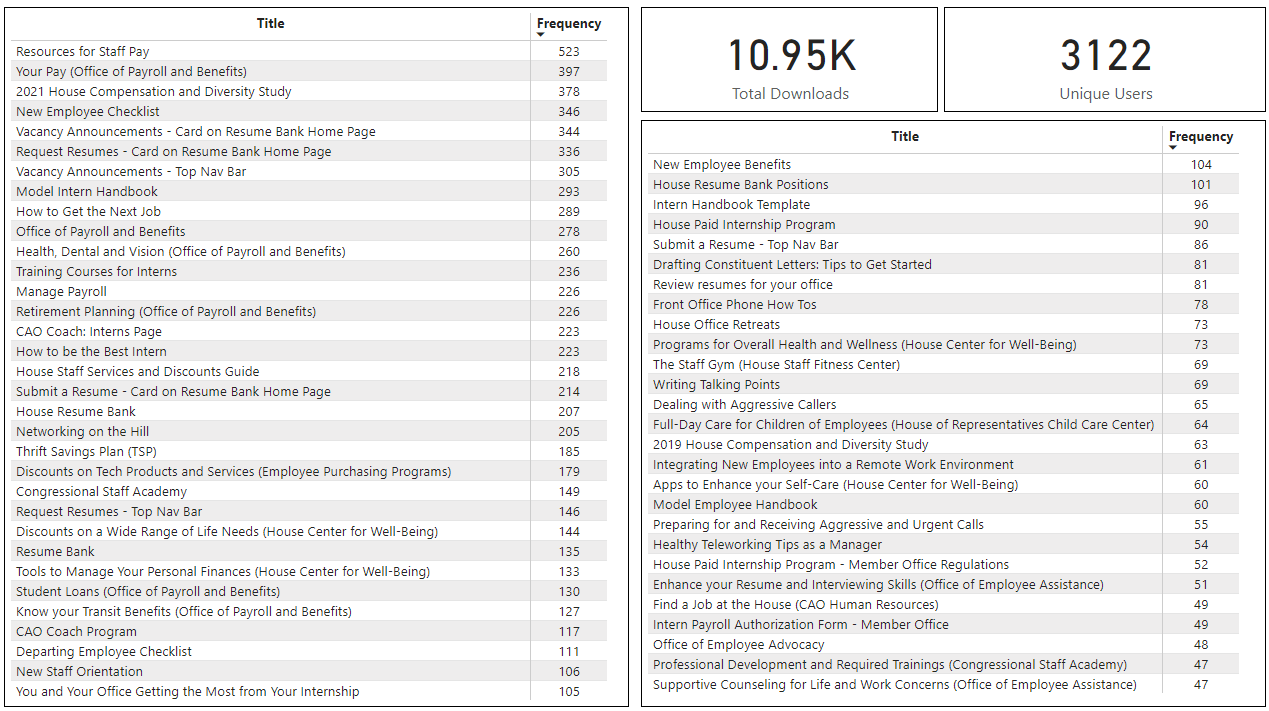 Title Frequency
Resources for Staff Pay 523
Your Pay (Office of Payroll and Benefits) 397
2021 House Compensation and Diversity Study 378
New Employee Checklist 346
Vacancy Announcements - Card on Resume Bank Home Page 344
Request Resumes - Card on Resume Bank Home Page 336
Vacancy Announcements - Top Nav Bar 305
Model Intern Handbook 293
How to Get the Next Job 289
Office of Payroll and Benefits 278
Health, Dental and Vision (Office of Payroll and Benefits) 260
Training Courses for Interns 236
Manage Payroll 226
Retirement Planning (Office of Payroll and Benefits) 226
CAO Coach: Interns Page 223
How to be the Best Intern 223
House Staff Services and Discounts Guide 218
Submit a Resume - Card on Resume Bank Home Page 214
House Resume Bank 207
Networking on the Hill 205
Thrift Savings Plan (TSP) 185
Discounts on Tech Products and Services (Employee Purchasing Programs) 179
Congressional Staff Academy 149
Request Resumes - Top Nav Bar 146
Discounts on a Wide Range of Life Needs (House Center for Well-Being) 144
Resume Bank 135
Tools to Manage Your Personal Finances (House Center for Well-Being) 133
Student Loans (Office of Payroll and Benefits) 130
Know your Transit Benefits (Office of Payroll and Benefits) 127
CAO Coach Program 117
Departing Employee Checklist 111
New Staff Orientation 106
You and Your Office Getting the Most from Your Internship 105
10.95K
Total Downloads
3122
Unique Users
Title Frequency
New Employee Benefits 104
House Resume Bank Positions 101
Intern Handbook Template 96
House Paid Internship Program 90
Submit a Resume - Top Nav Bar 86
Drafting Constituent Letters: Tips to Get Started 81
Review resumes for your office 81
Front Office Phone How Tos 78
House Office Retreats 73
Programs for Overall Health and Wellness (House Center for Well-Being) 73
The Staff Gym (House Staff Fitness Center) 69
Writing Talking Points 69
Dealing with Aggressive Callers 65
Full-Day Care for Children of Employees (House of Representatives Child Care Center) 64
2019 House Compensation and Diversity Study 63
Integrating New Employees into a Remote Work Environment 61
Apps to Enhance your Self-Care (House Center for Well-Being) 60
Model Employee Handbook 60
Preparing for and Receiving Aggressive and Urgent Calls 55
Healthy Teleworking Tips as a Manager 54
House Paid Internship Program - Member Office Regulations 52
Enhance your Resume and Interviewing Skills (Office of Employee Assistance) 51
Find a Job at the House (CAO Human Resources) 49
Intern Payroll Authorization Form - Member Office 49
Office of Employee Advocacy 48
Professional Development and Required Trainings (Congressional Staff Academy) 47
Supportive Counseling for Life and Work Concerns (Office of Employee Assistance) 47